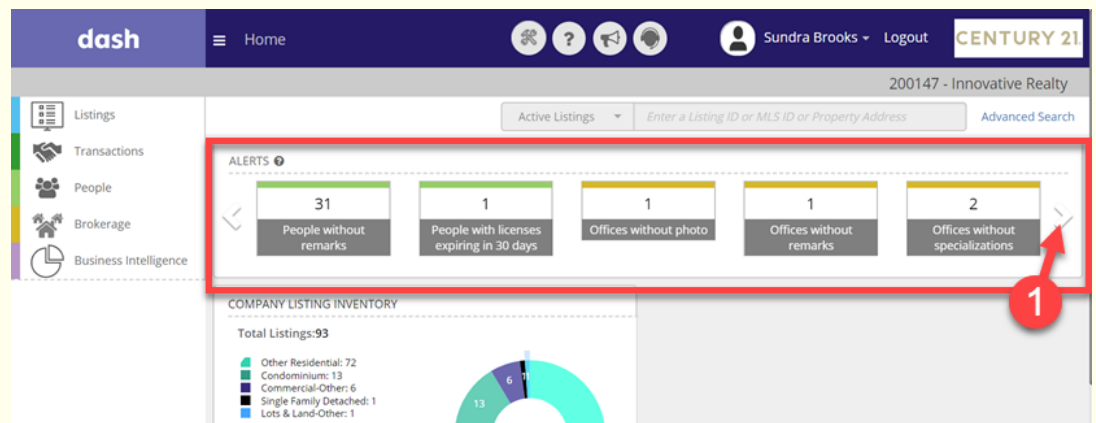 dash
Home
?
Sundra Brooks
Logout
CENTURY 21.
200147 - Innovative Realty
Listings
Transactions
People
Brokerage
Business Intelligence
Active Listings
Enter a Listing ID or MLS ID or Property Address
Advanced Search
ALERTS ?
31
People without
remarks
1
People with licenses
expiring in 30 days
1
Offices without photo
1
Offices without
remarks
2
Offices without
specializations
1
COMPANY LISTING INVENTORY
Total Listings:93
Other Residential: 72
Condominium: 13
Commercial-Other: 6
Single Family Detached: 1
Lots & Land-Other: 1
13
6
1
1